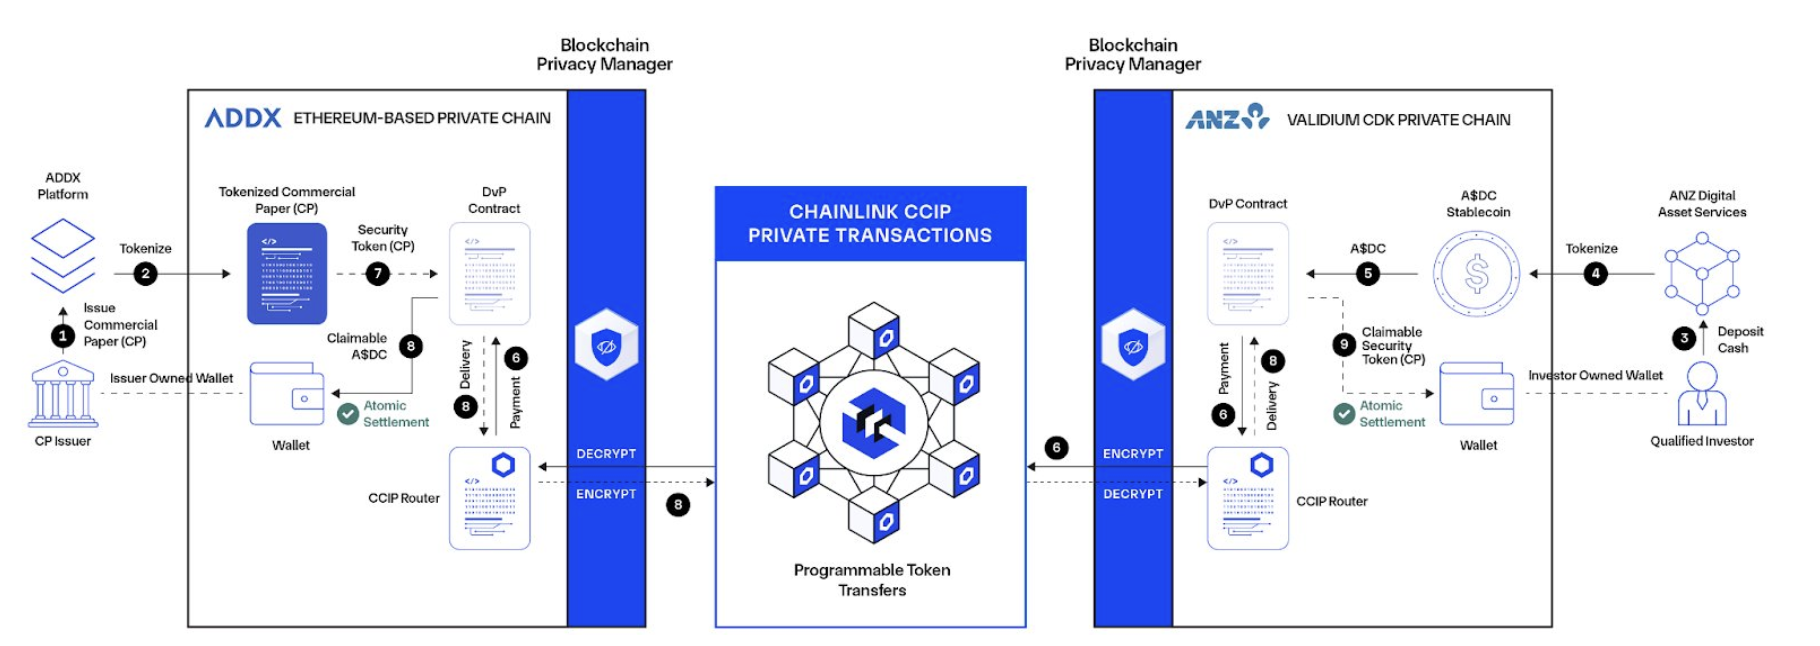 Blockchain
Privacy Manager
Blockchain
Privacy Manager
ADDX ETHEREUM-BASED PRIVATE CHAIN
ANZ VALIDIUM CDK PRIVATE CHAIN
ADDX
Platform
Tokenize
2
1
Issue
Commercial
Paper (CP)
CP Issuer
Issuer Owned Wallet
Tokenized Commercial
Paper (CP)
</>
Security
Token (CP)
7
DvP
Contract
</>
Claimable
A$DC
8
Wallet
Atomic
Settlement
Delivery
8
6
Payment
CCIP Router
</>
DECRYPT
ENCRYPT
8
CHAINLINK CCIP
PRIVATE TRANSACTIONS
Programmable Token
Transfers
6
ENCRYPT
DECRYPT
DvP Contract
</>
A$DC
5
A$DC
Stablecoin
$
Tokenize
4
ANZ Digital
Asset Services
3
Deposit
Cash
Payment
6
8
Delivery
9
Claimable
Security
Token (CP)
Atomic
Settlement
Wallet
Investor Owned Wallet
Qualified Investor
</>
CCIP Router